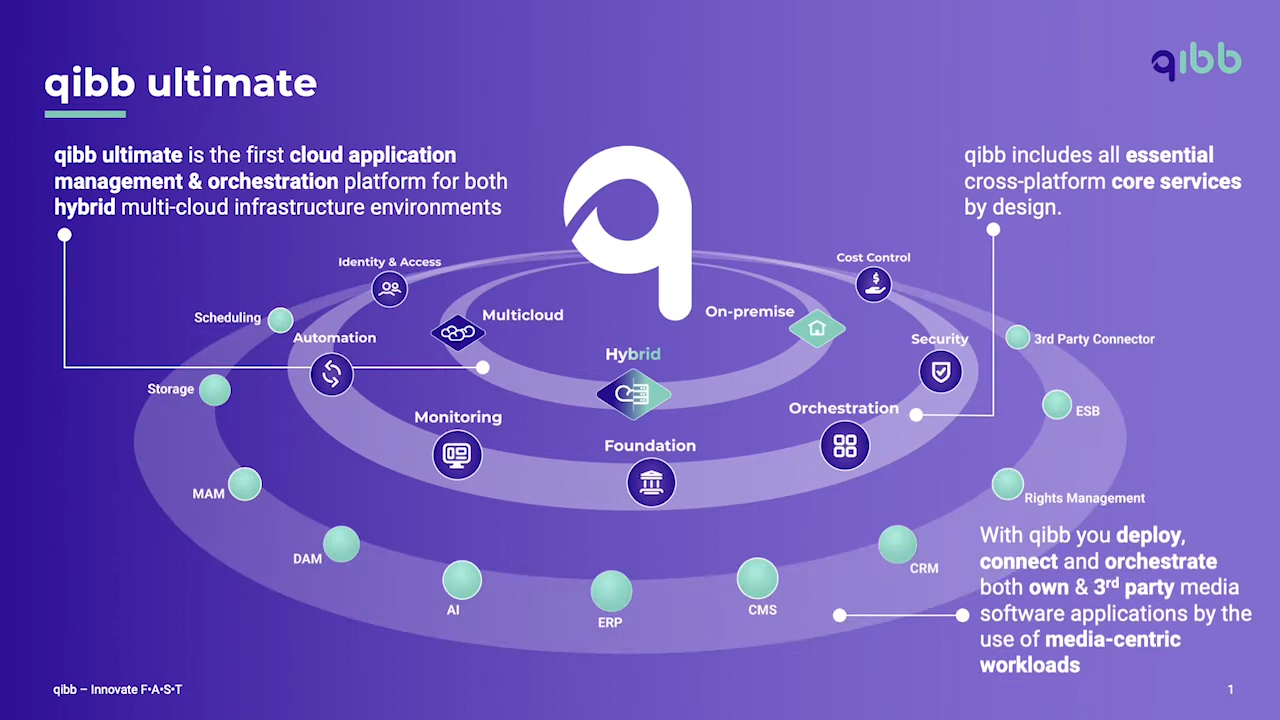 qibb
qibb ultimate
qibb ultimate is the first cloud application
management & orchestration platform for both
hybrid multi-cloud infrastructure environments
qibb includes all essential
cross-platform core services
by design.
Identity & Access
Cost Control
Scheduling
Multicloud
On-premise
Automation
Security
3rd Party Connector
Hybrid
Storage
Monitoring
Orchestration
ESB
Foundation
MAM
Rights Management
DAM
AI
ERP
CMS
CRM
With qibb you deploy,
connect and orchestrate
both own & 3rd party media
software applications by the
use of media-centric
workloads
qibb – Innovate F•A•S•T
1